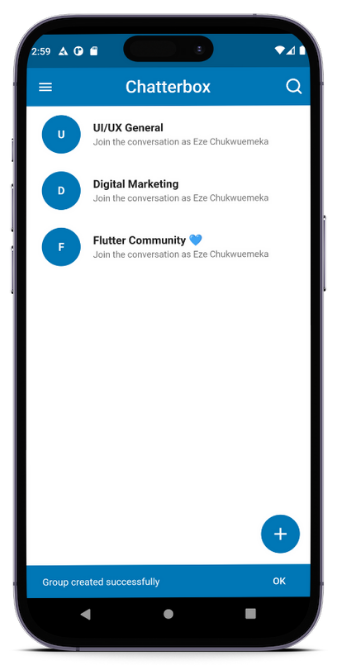 2:59
Chatterbox
U
UI/UX General
Join the conversation as Eze Chukwuemeka
D
Digital Marketing
Join the conversation as Eze Chukwuemeka
F
Flutter Community 💙
Join the conversation as Eze Chukwuemeka
+
Group created successfully
OK